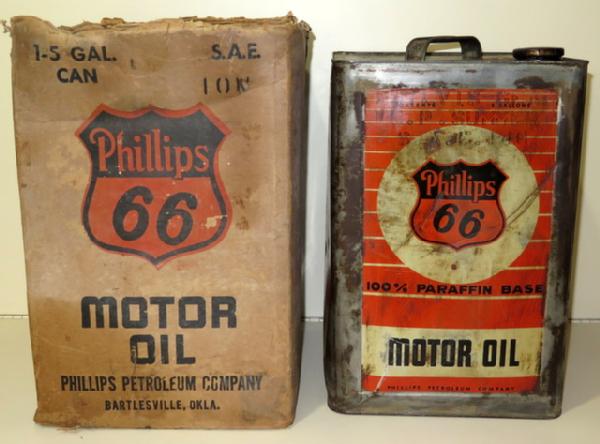 1-5 GAL. S.A.E.
CAN 10W
Phillips
66
MOTOR
OIL
PHILLIPS PETROLEUM COMPANY
BARTLESVILLE, OKLA.
Phillips
66
100% PARAFFIN BASE
MOTOR OIL
PHILLIPS PETROLEUM COMPANY